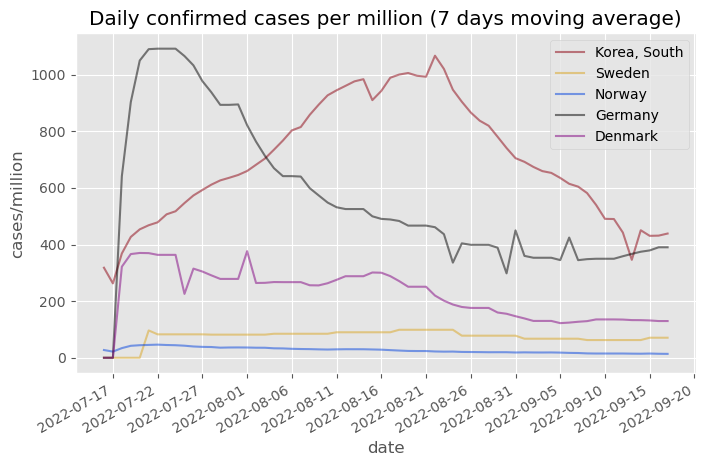 Daily confirmed cases per million (7 days moving average)
Korea, South
Sweden
Norway
Germany
Denmark
cases/million
1000
800
600
400
200
0
2022-07-17
2022-07-22
2022-07-27
2022-08-01
2022-08-06
2022-08-11
2022-08-16
2022-08-21
2022-08-26
2022-08-31
2022-09-05
2022-09-10
2022-09-15
2022-09-20
date